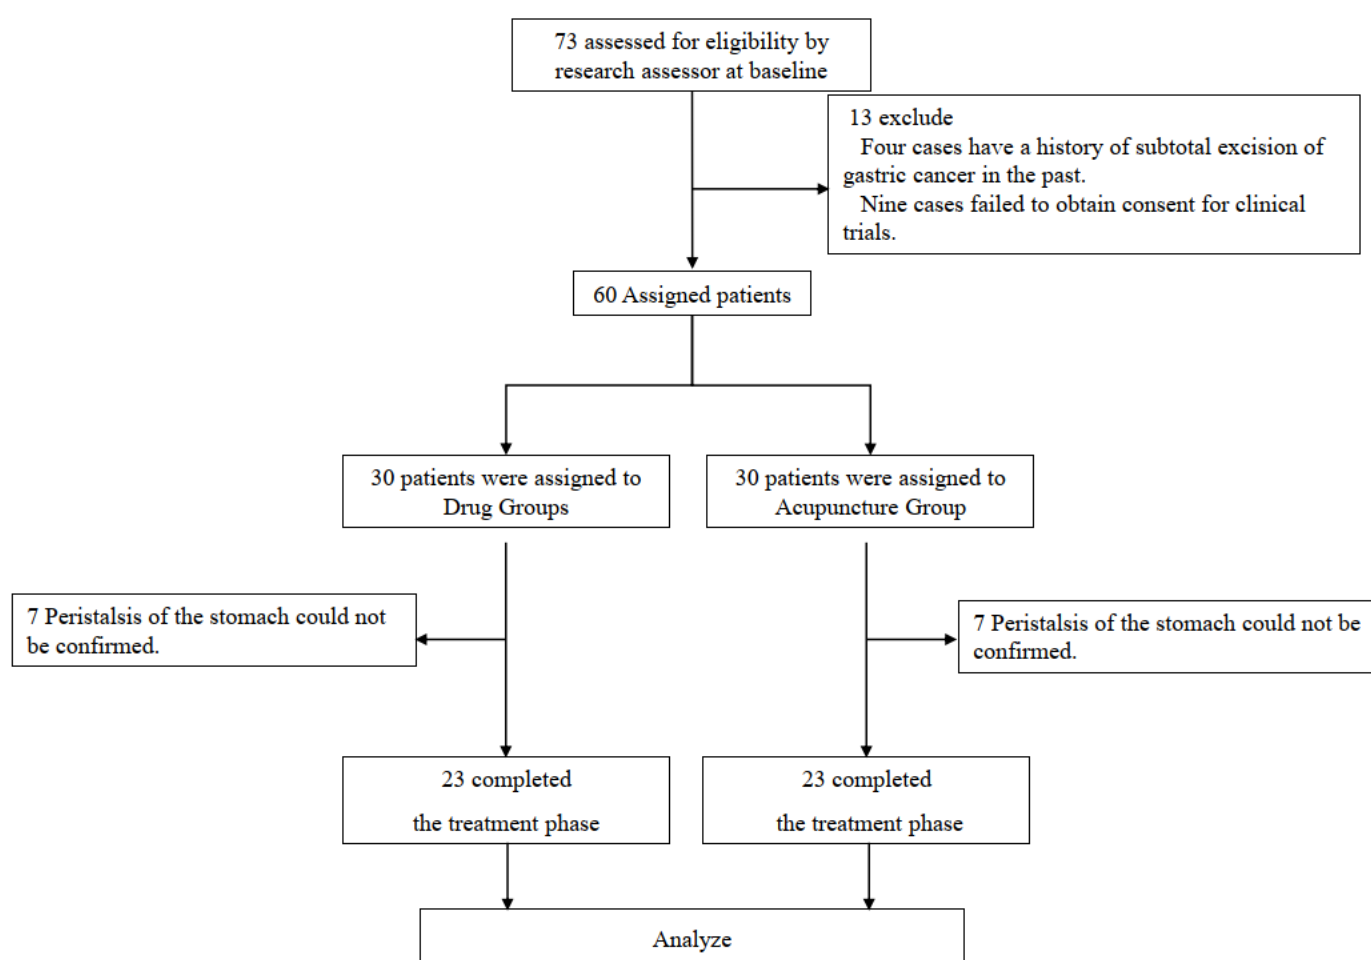 73 assessed for eligibility by
research assessor at baseline
13 exclude
Four cases have a history of subtotal excision of
gastric cancer in the past.
Nine cases failed to obtain consent for clinical
trials.
60 Assigned patients
30 patients were assigned to
Drug Groups
30 patients were assigned to
Acupuncture Group
7 Peristalsis of the stomach could not
be confirmed.
7 Peristalsis of the stomach could not be
confirmed.
23 completed
the treatment phase
23 completed
the treatment phase
Analyze